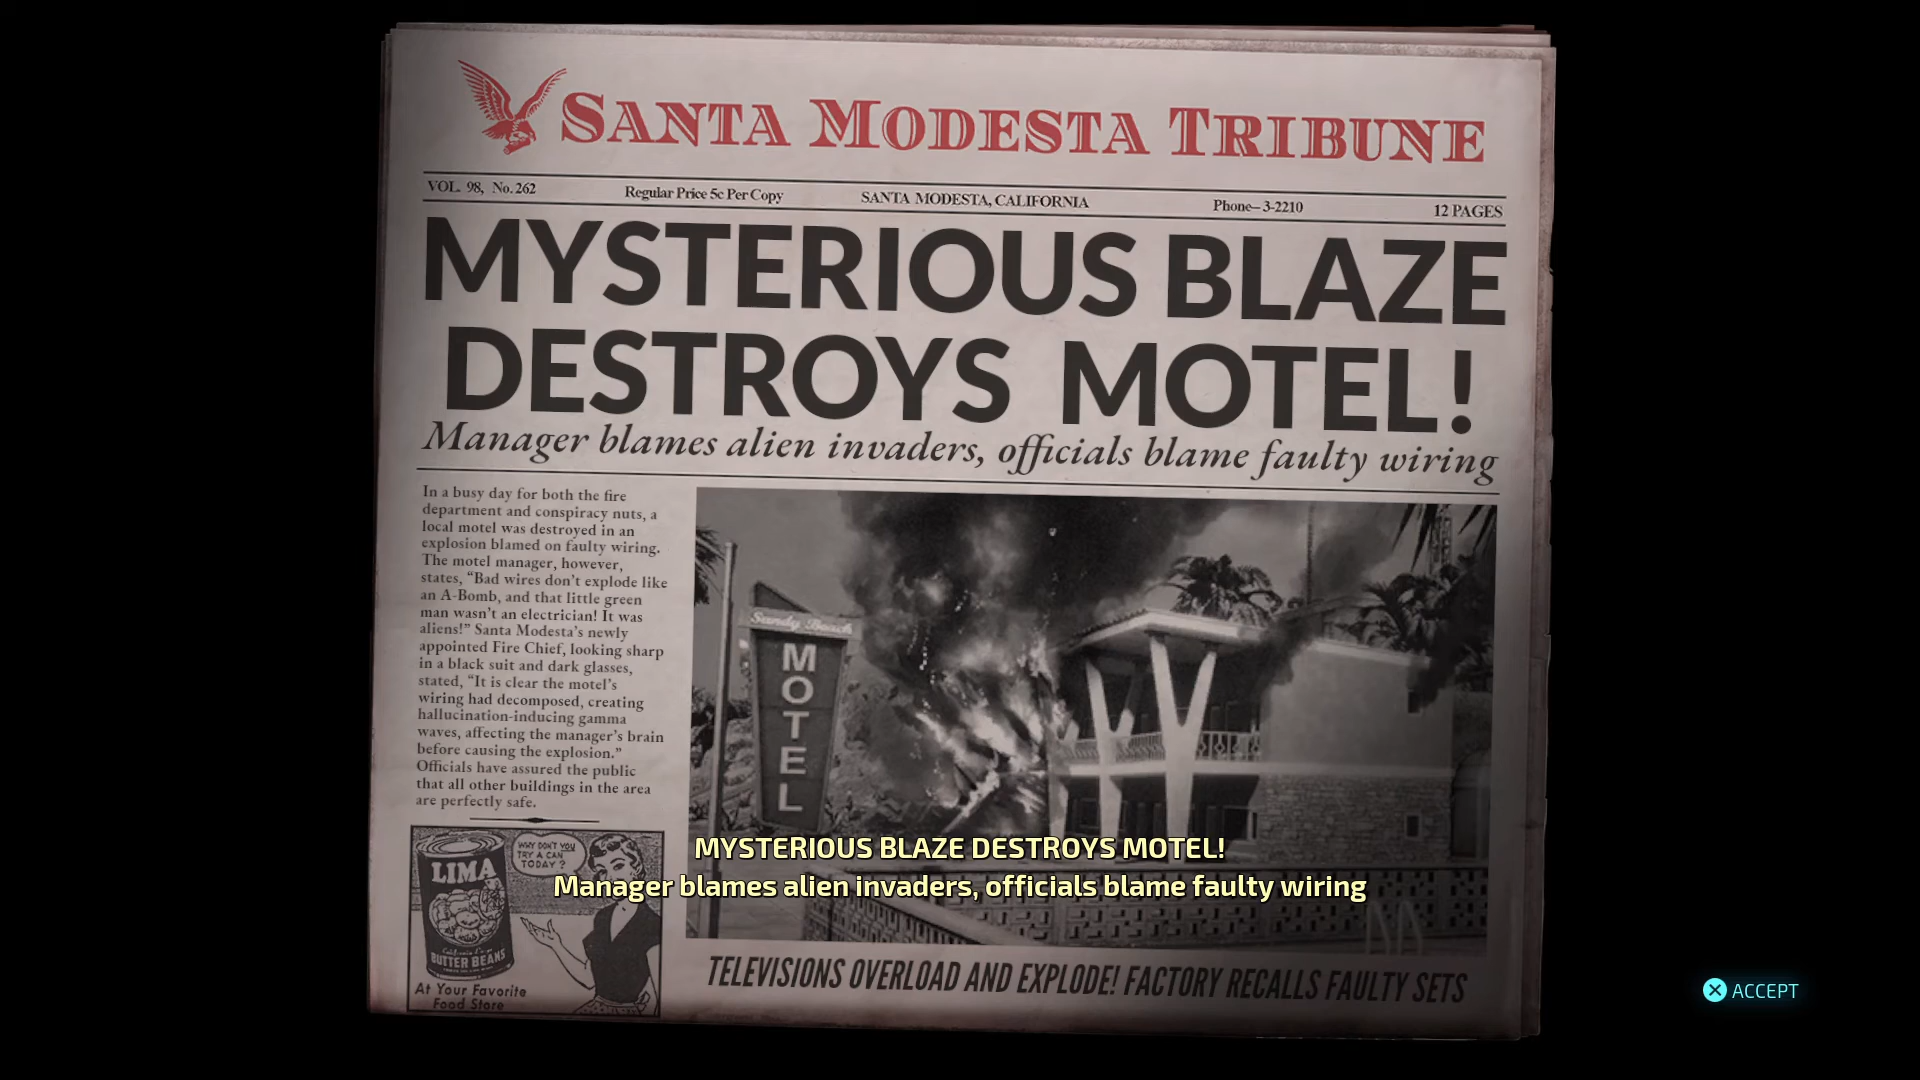 SANTA MODESTA TRIBUNE
VOL. 98, No. 262
Regular Price 5c Per Copy
SANTA MODESTA, CALIFORNIA
Phone– 3-2210
12 PAGES
MYSTERIOUS BLAZE
DESTROYS MOTEL!
Manager blames alien invaders, officials blame faulty wiring
In a busy day for both the fire
department and conspiracy nuts, a
local motel was destroyed in an
explosion blamed on faulty wiring.
The motel manager, however,
states, “Bad wires don’t explode like
an A-Bomb, and that little green
man wasn’t an electrician! It was
aliens!” Santa Modesta’s newly
appointed Fire Chief, looking sharp
in a black suit and dark glasses,
stated, “It is clear the motel’s
wiring had decomposed, creating
hallucination-inducing gamma
waves, affecting the manager’s brain
before causing the explosion.”
Officials have assured the public
that all other buildings in the area
are perfectly safe.
Sandy Beach
MOTEL
MYSTERIOUS BLAZE DESTROYS MOTEL!
Manager blames alien invaders, officials blame faulty wiring
WHY DON'T YOU
TRY A CAN
TODAY?
LIMA
BUTTER BEANS
At Your Favorite
Food Store
TELEVISIONS OVERLOAD AND EXPLODE! FACTORY RECALLS FAULTY SETS
ACCEPT